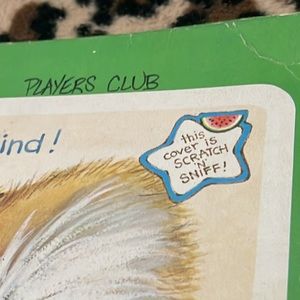 PLAYERS CLUB
ind!
this
cover is
SCRATCH
'N'
SNIFF!